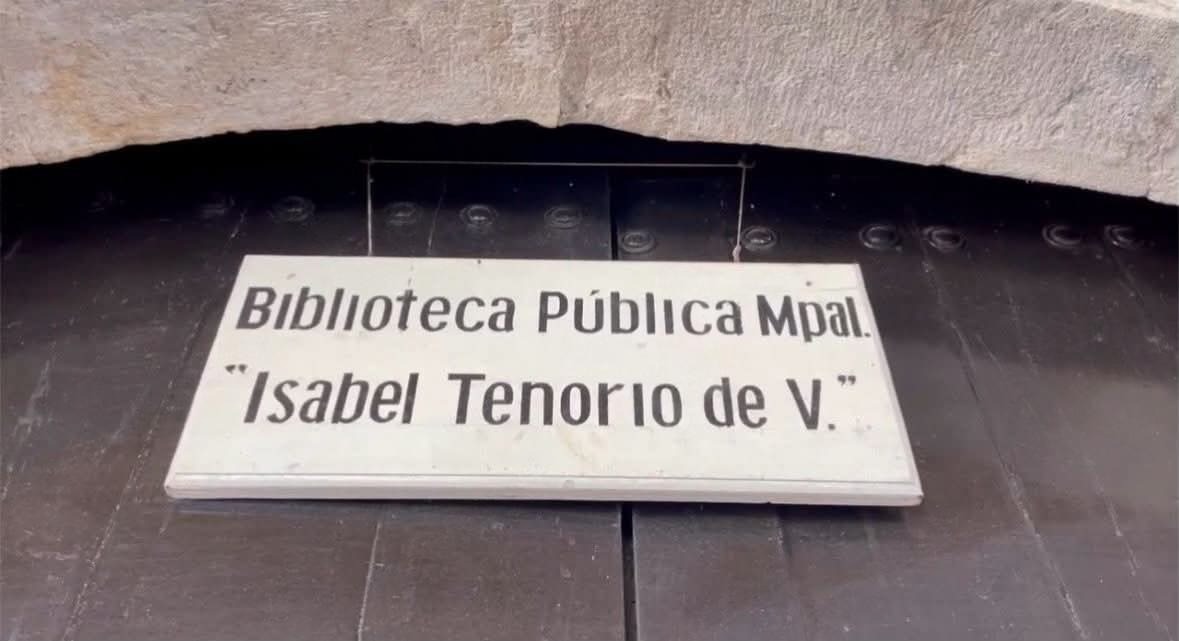 Biblioteca Pública Mpal.
"Isabel Tenorio de V."